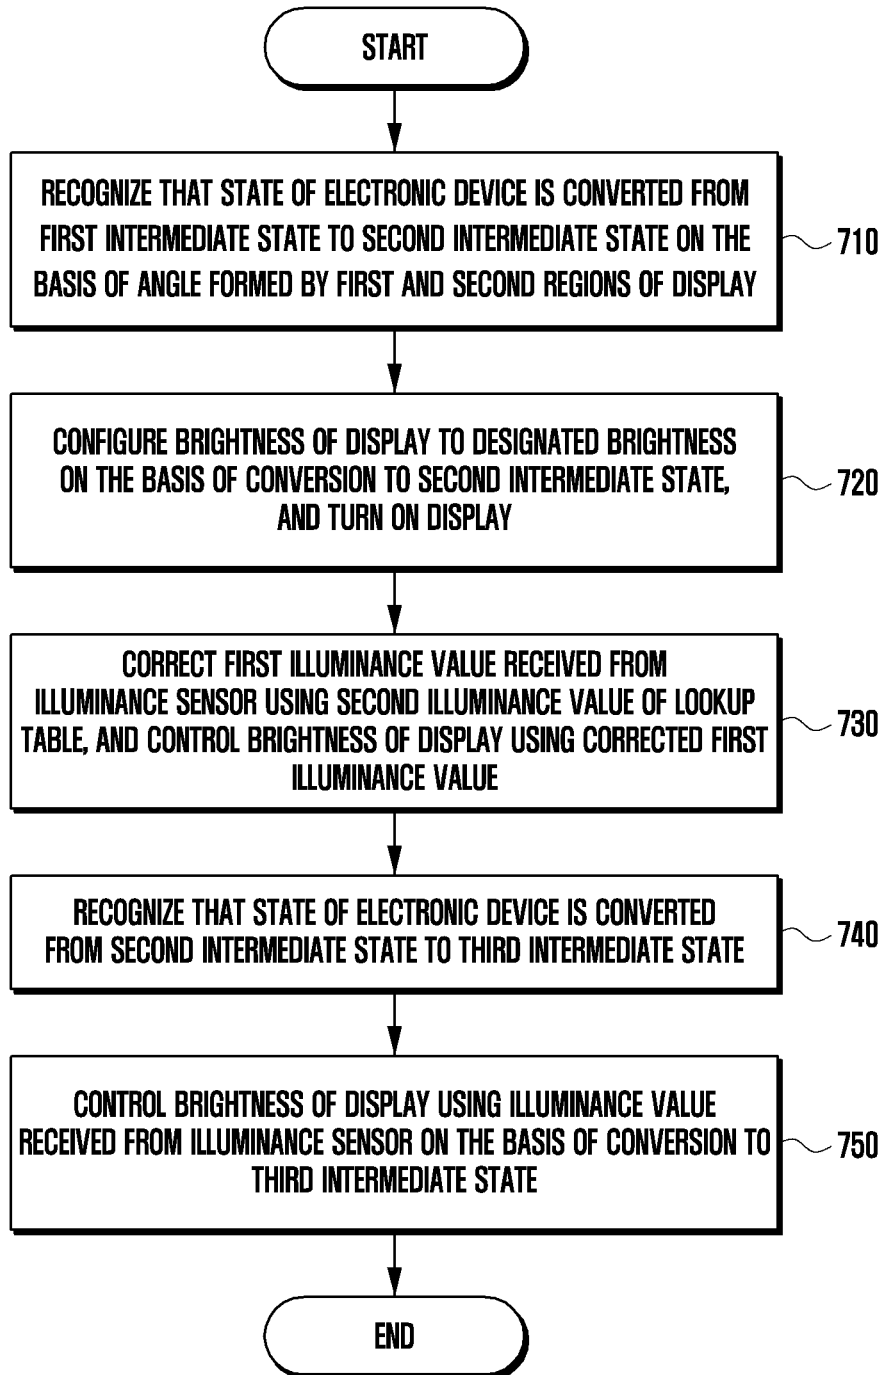 START
RECOGNIZE THAT STATE OF ELECTRONIC DEVICE IS CONVERTED FROM
FIRST INTERMEDIATE STATE TO SECOND INTERMEDIATE STATE ON THE
BASIS OF ANGLE FORMED BY FIRST AND SECOND REGIONS OF DISPLAY
710
CONFIGURE BRIGHTNESS OF DISPLAY TO DESIGNATED BRIGHTNESS
ON THE BASIS OF CONVERSION TO SECOND INTERMEDIATE STATE,
AND TURN ON DISPLAY
720
CORRECT FIRST ILLUMINANCE VALUE RECEIVED FROM
ILLUMINANCE SENSOR USING SECOND ILLUMINANCE VALUE OF LOOKUP
TABLE, AND CONTROL BRIGHTNESS OF DISPLAY USING CORRECTED FIRST
ILLUMINANCE VALUE
730
RECOGNIZE THAT STATE OF ELECTRONIC DEVICE IS CONVERTED
FROM SECOND INTERMEDIATE STATE TO THIRD INTERMEDIATE STATE
740
CONTROL BRIGHTNESS OF DISPLAY USING ILLUMINANCE VALUE
RECEIVED FROM ILLUMINANCE SENSOR ON THE BASIS OF CONVERSION TO
THIRD INTERMEDIATE STATE
750
END